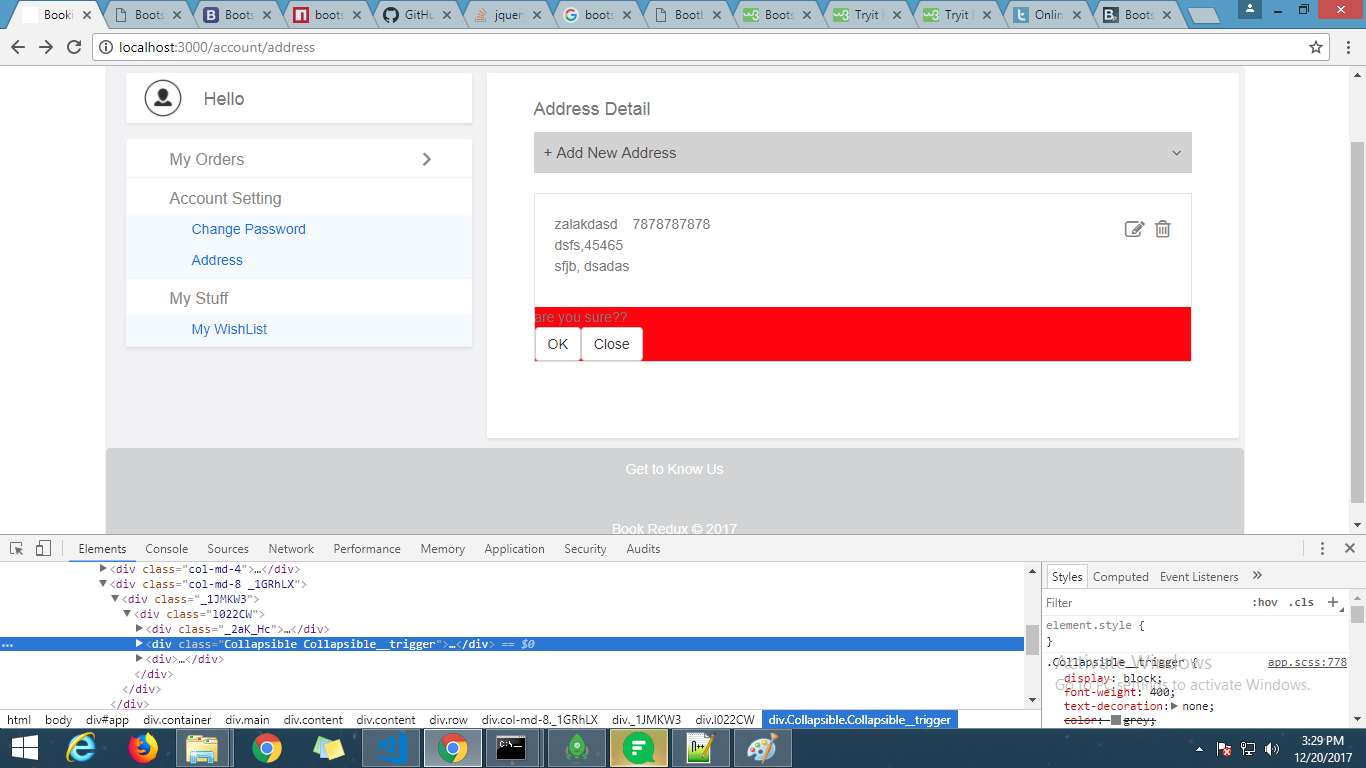 Booki
Boots
Boots
boots
GitHu
jquery
boots
Bootl
Boots
Tryit
Tryit
Onlin
Boots
localhost:3000/account/address
Hello
My Orders
Account Setting
Change Password
Address
My Stuff
My WishList
Address Detail
+ Add New Address
zalakdasd 7878787878
dsfs,45465
sfjb, dsadas
are you sure??
OK Close
Get to Know Us
Book Redux © 2017
Elements Console Sources Network Performance Memory Application Security Audits
<div class="col-md-4">…</div>
<div class="col-md-8 _1GRhLX">
<div class="_1JMKW3">
<div class="l022CW">
<div class="_2aK_Hc">…</div>
<div class="Collapsible Collapsible__trigger">…</div> == $0
<div>…</div>
</div>
</div>
</div>
html body div#app div.container div.main div.content div.content div.row div.col-md-8._1GRhLX div._1JMKW3 div.l022CW div.Collapsible.Collapsible__trigger
Styles Computed Event Listeners »
Filter :hov .cls +
element.style {
}
.Collapsible__trigger { app.scss:778
display: block;
font-weight: 400;
text-decoration: none;
color: grey;
Activate Windows
Go to PC settings to activate Windows.
3:29 PM
12/20/2017